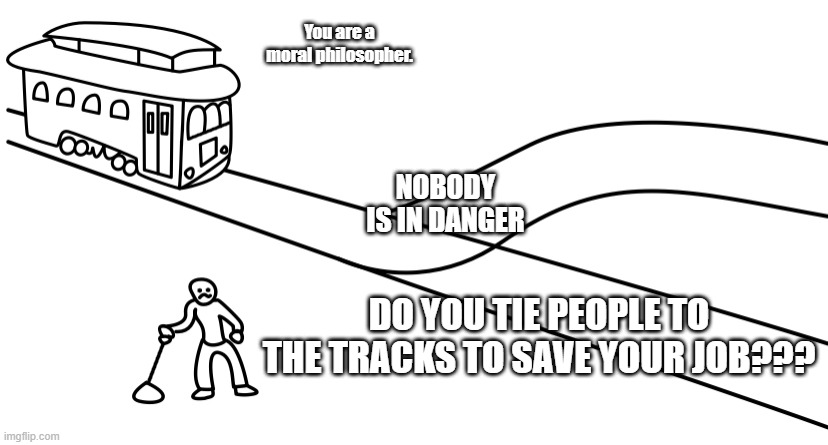 You are a
moral philosopher.
NOBODY
IS IN DANGER
DO YOU TIE PEOPLE TO
THE TRACKS TO SAVE YOUR JOB???
imgflip.com